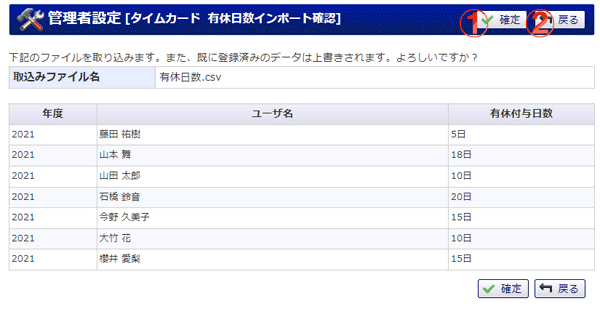 管理者設定 [タイムカード 有休日数インポート確認] ① 確定 ② 戻る
下記のファイルを取り込みます。また、既に登録済みのデータは上書きされます。よろしいですか？
取込みファイル名 有休日数.csv
年度 ユーザ名 有休付与日数
2021 藤田 祐樹 5日
2021 山本 舞 18日
2021 山田 太郎 10日
2021 石橋 鈴音 20日
2021 今野 久美子 15日
2021 大竹 花 10日
2021 櫻井 愛梨 15日
確定 戻る